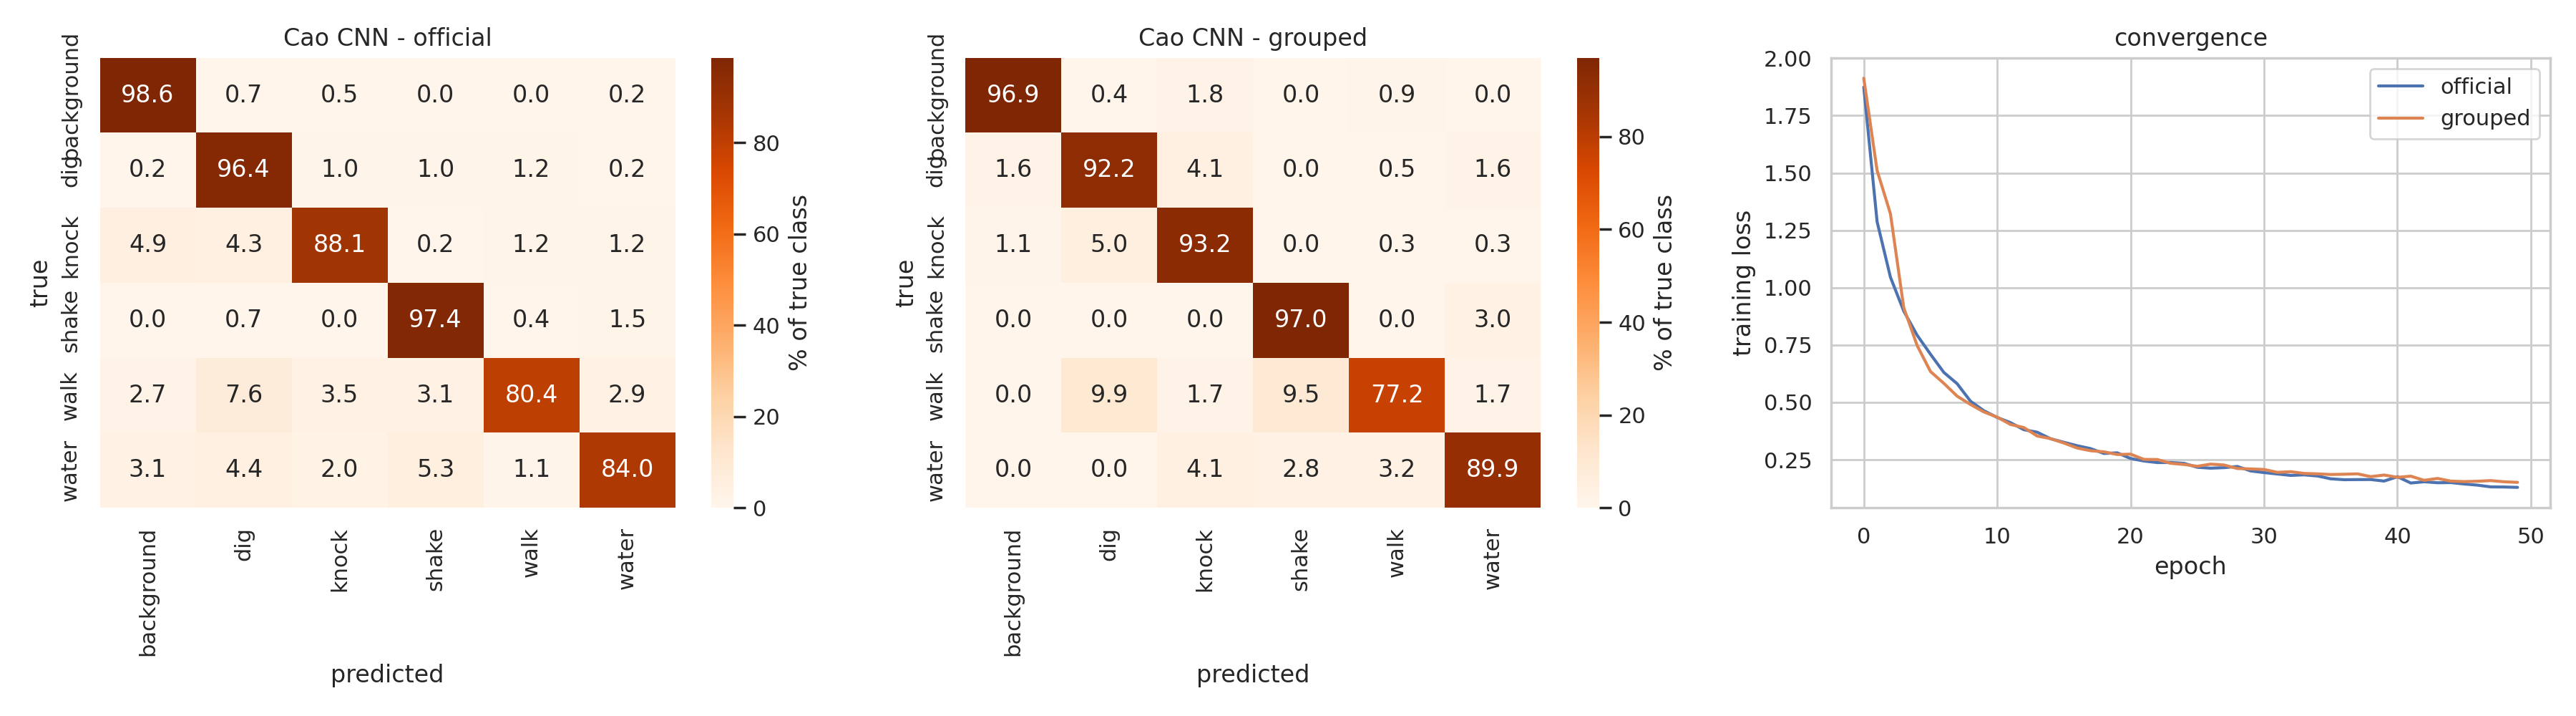 Cao CNN - official
true
background
dig
knock
shake
walk
water
98.6 0.7 0.5 0.0 0.0 0.2
0.2 96.4 1.0 1.0 1.2 0.2
4.9 4.3 88.1 0.2 1.2 1.2
0.0 0.7 0.0 97.4 0.4 1.5
2.7 7.6 3.5 3.1 80.4 2.9
3.1 4.4 2.0 5.3 1.1 84.0
background dig knock shake walk water
predicted
80
60
40
20
0
% of true class
Cao CNN - grouped
true
background
dig
knock
shake
walk
water
96.9 0.4 1.8 0.0 0.9 0.0
1.6 92.2 4.1 0.0 0.5 1.6
1.1 5.0 93.2 0.0 0.3 0.3
0.0 0.0 0.0 97.0 0.0 3.0
0.0 9.9 1.7 9.5 77.2 1.7
0.0 0.0 4.1 2.8 3.2 89.9
background dig knock shake walk water
predicted
80
60
40
20
0
% of true class
convergence
training loss
2.00
1.75
1.50
1.25
1.00
0.75
0.50
0.25
official
grouped
0 10 20 30 40 50
epoch